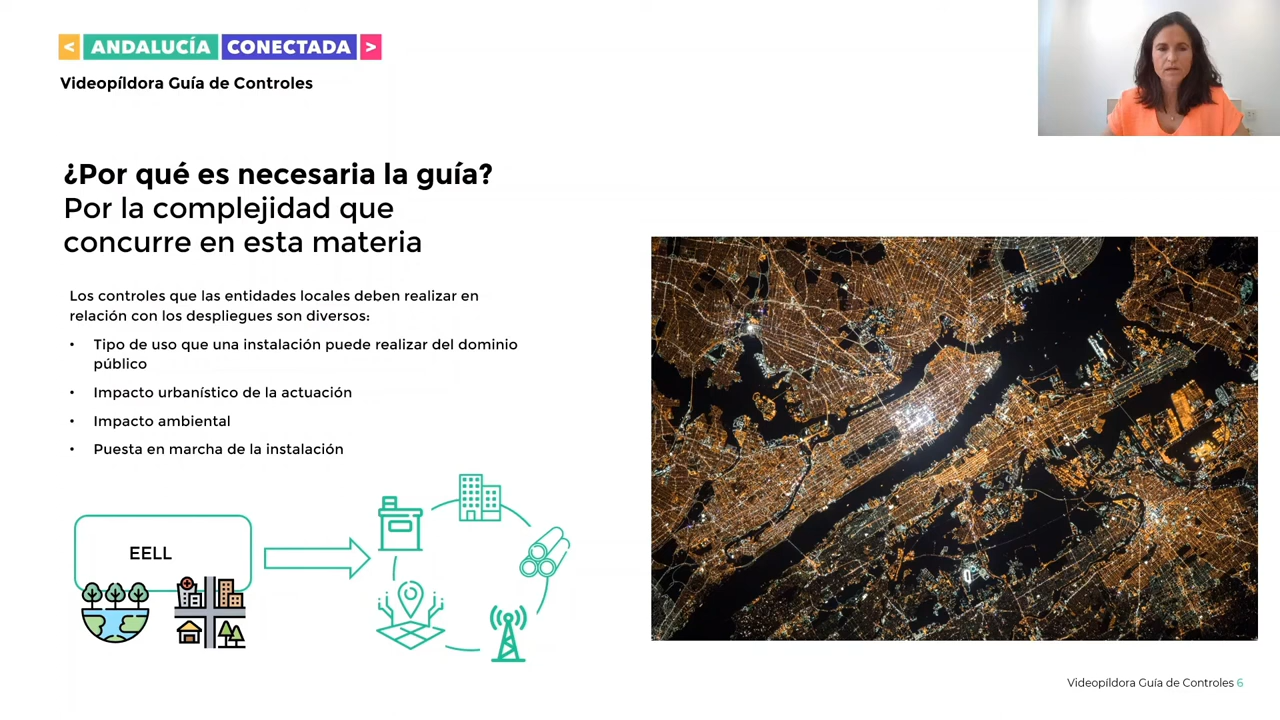 < ANDALUCÍA CONECTADA >
Videopíldora Guía de Controles
¿Por qué es necesaria la guía?
Por la complejidad que
concurre en esta materia
Los controles que las entidades locales deben realizar en
relación con los despliegues son diversos:
• Tipo de uso que una instalación puede realizar del dominio
público
• Impacto urbanístico de la actuación
• Impacto ambiental
• Puesta en marcha de la instalación
EELL
Videopíldora Guía de Controles 6